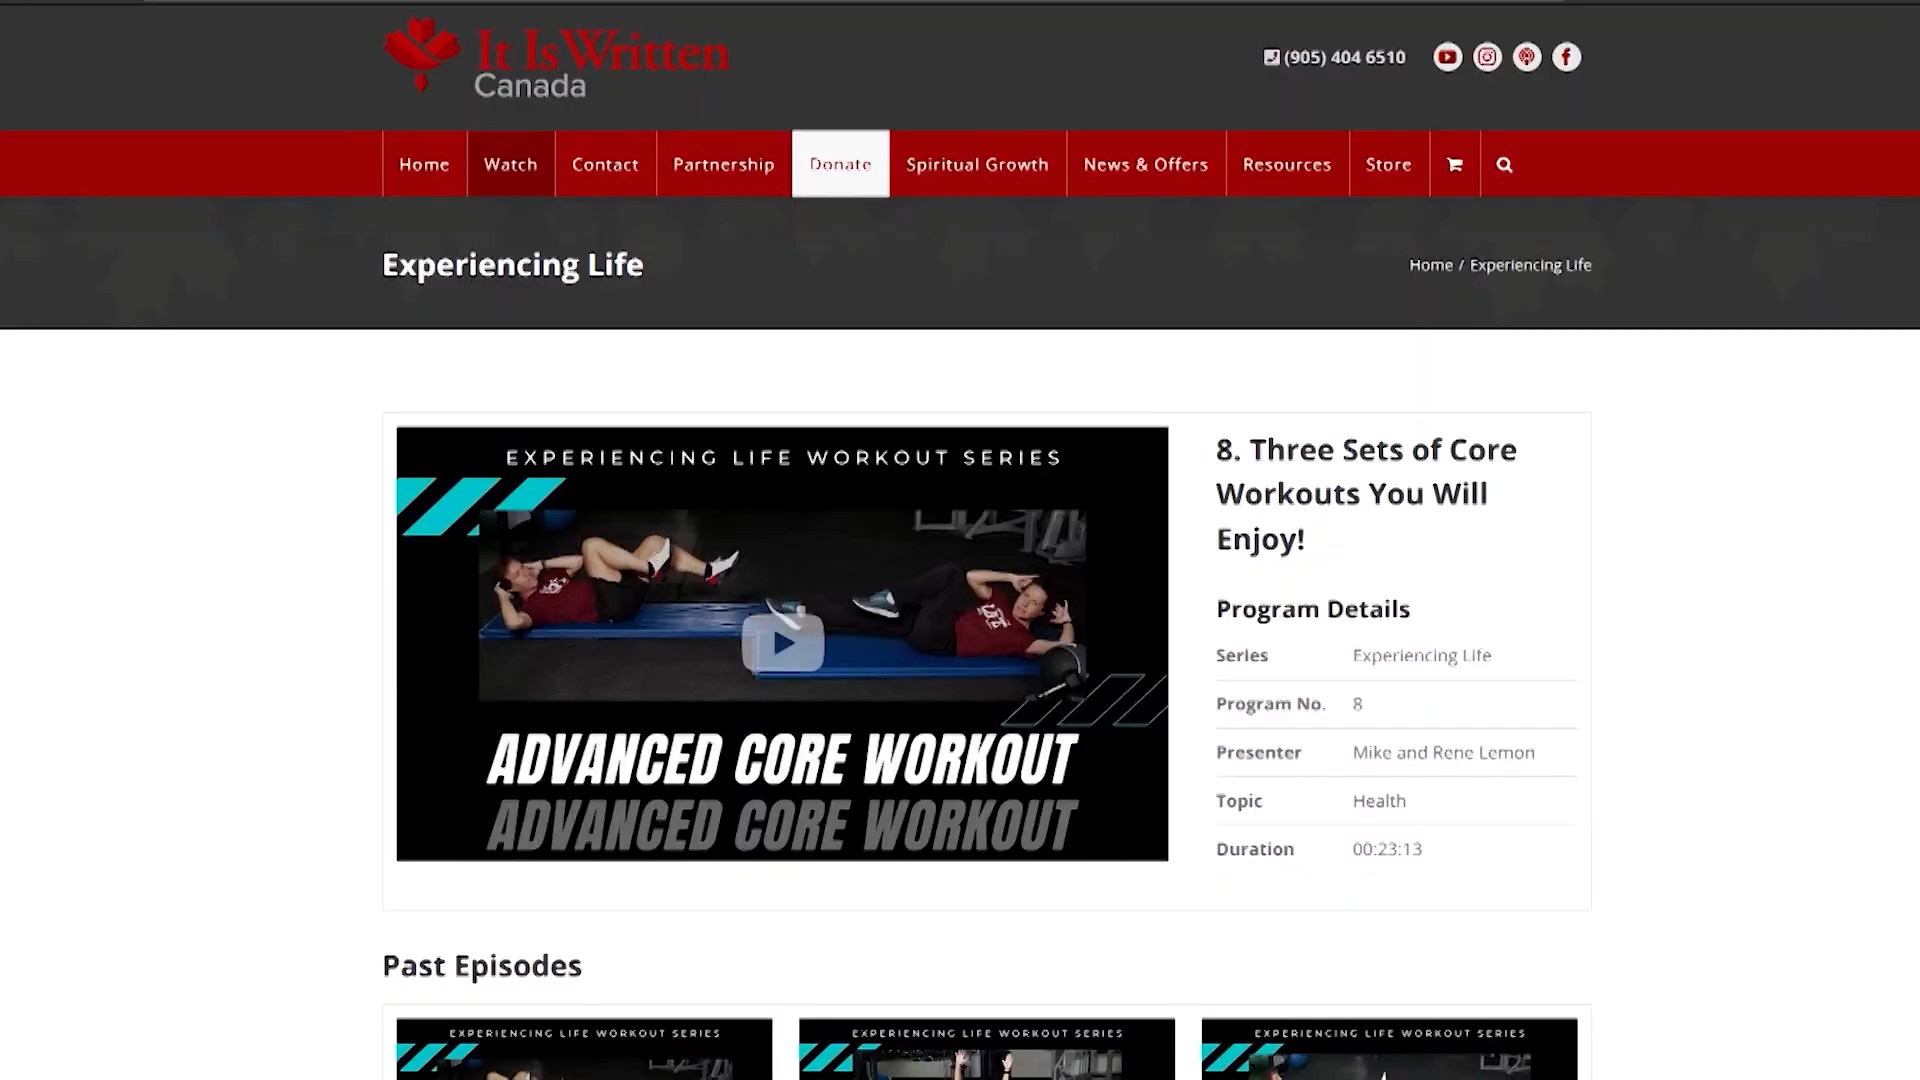 It Is Written
Canada
(905) 404 6510
Home Watch Contact Partnership Donate Spiritual Growth News & Offers Resources Store
Experiencing Life
Home / Experiencing Life
EXPERIENCING LIFE WORKOUT SERIES
ADVANCED CORE WORKOUT
ADVANCED CORE WORKOUT
8. Three Sets of Core
Workouts You Will
Enjoy!
Program Details
Series Experiencing Life
Program No. 8
Presenter Mike and Rene Lemon
Topic Health
Duration 00:23:13
Past Episodes
EXPERIENCING LIFE WORKOUT SERIES
EXPERIENCING LIFE WORKOUT SERIES
EXPERIENCING LIFE WORKOUT SERIES